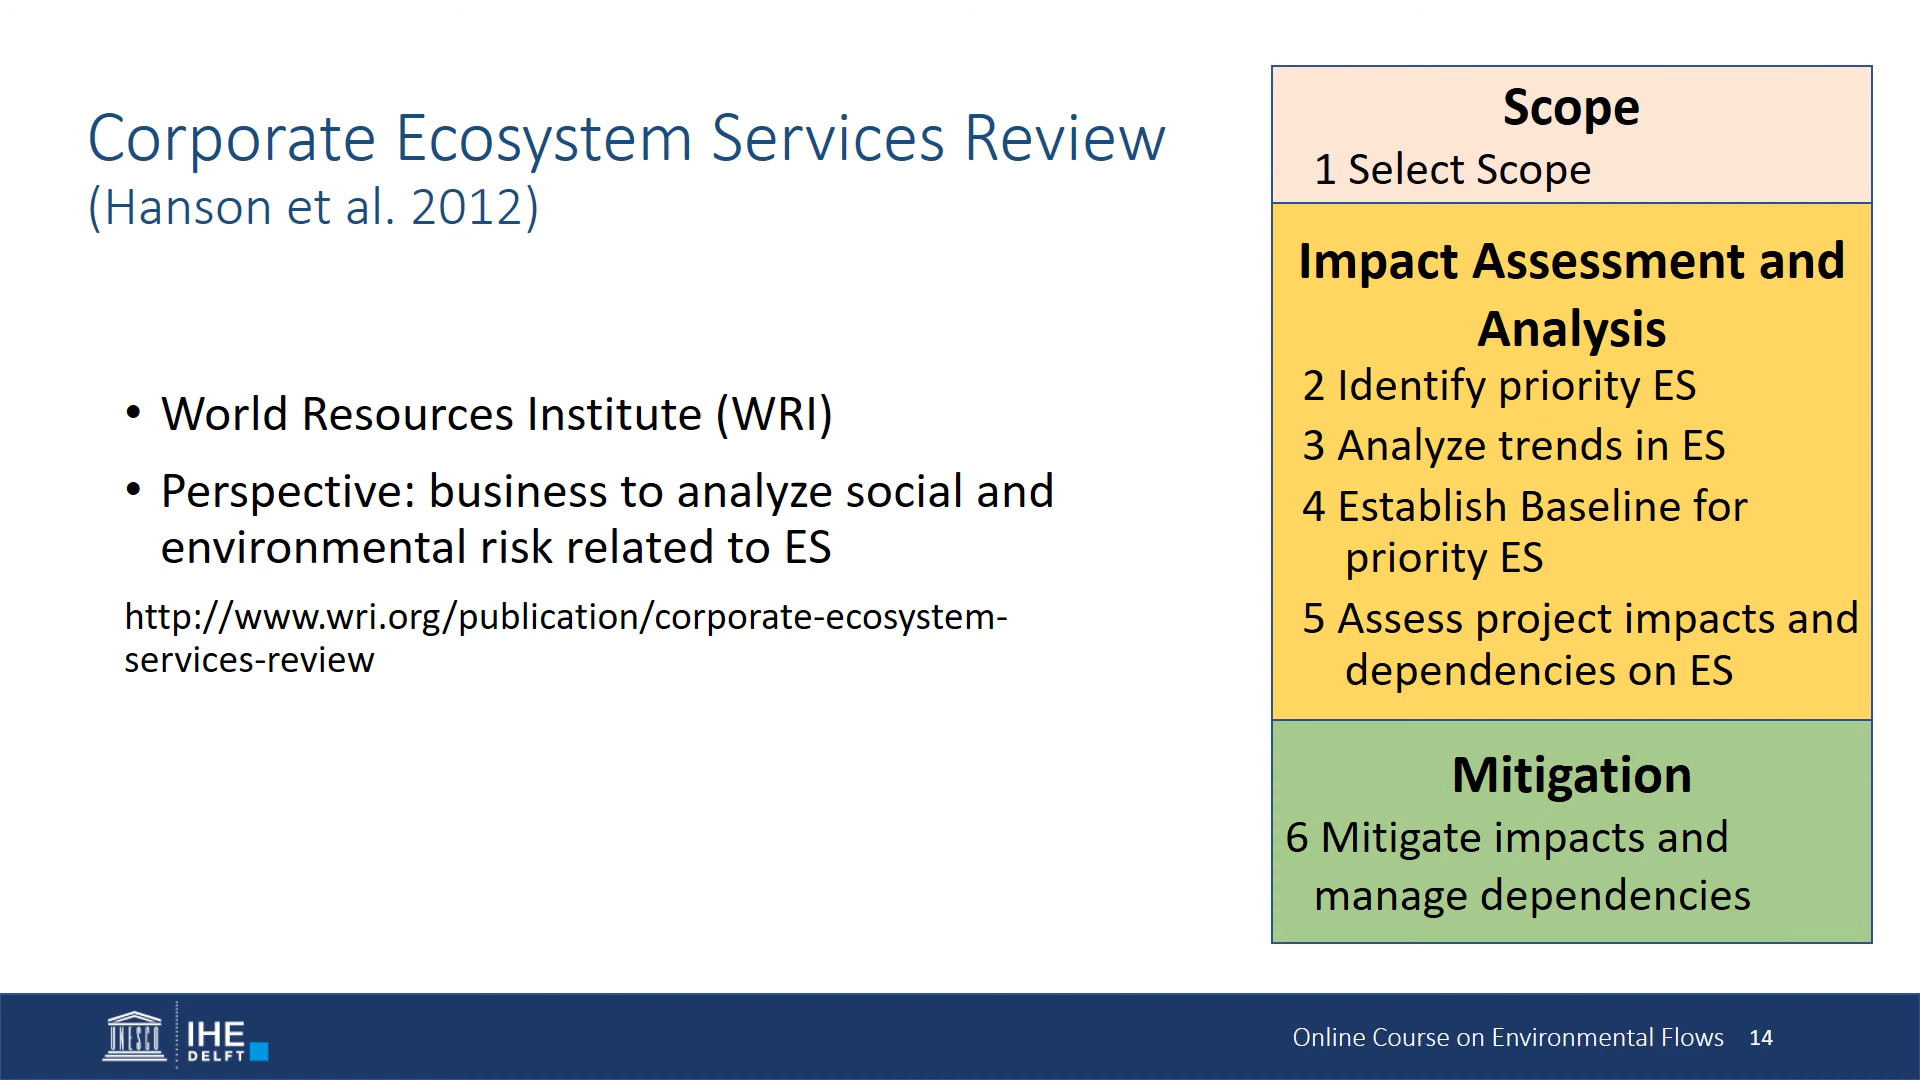 Corporate Ecosystem Services Review
(Hanson et al. 2012)
• World Resources Institute (WRI)
• Perspective: business to analyze social and
environmental risk related to ES
http://www.wri.org/publication/corporate-ecosystem-
services-review
Scope
1 Select Scope
Impact Assessment and
Analysis
2 Identify priority ES
3 Analyze trends in ES
4 Establish Baseline for
priority ES
5 Assess project impacts and
dependencies on ES
Mitigation
6 Mitigate impacts and
manage dependencies
UNESCO
IHE
DELFT
Online Course on Environmental Flows 14